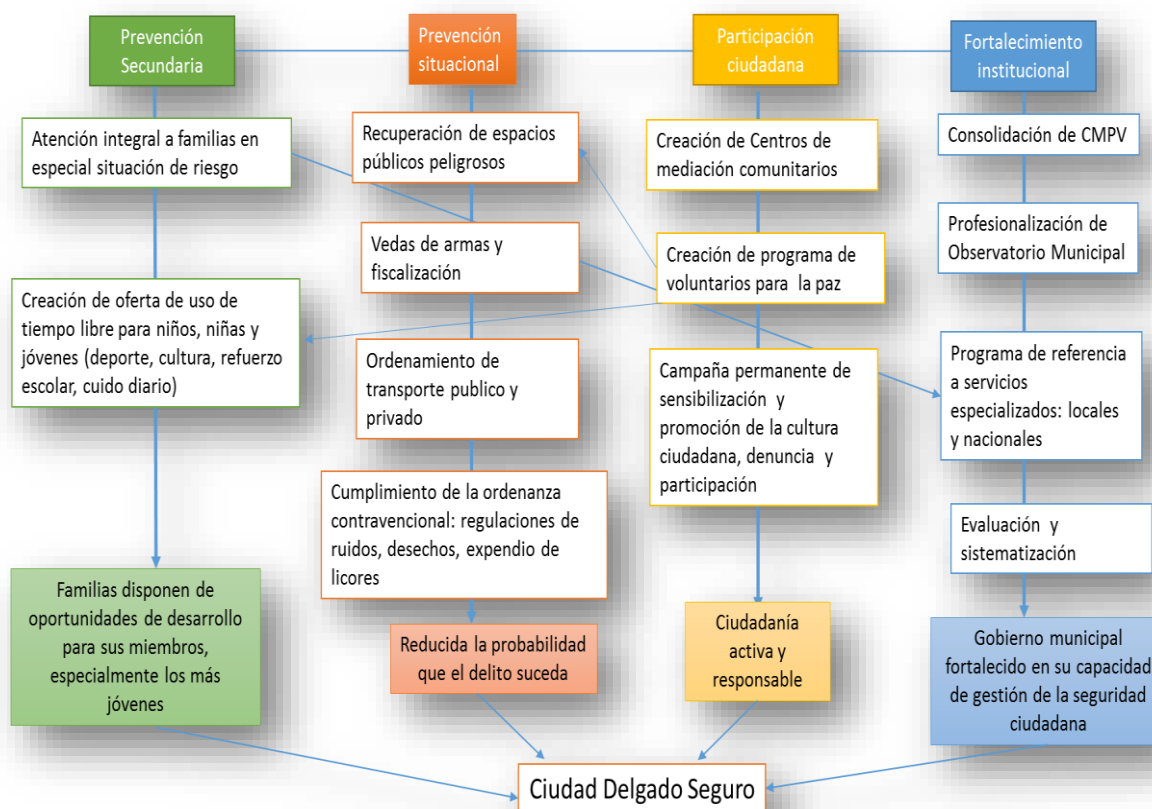 Prevención
Secundaria
Prevención
situacional
Participación
ciudadana
Fortalecimiento
institucional
Atención integral a familias en
especial situación de riesgo
Recuperación de espacios
públicos peligrosos
Creación de Centros de
mediación comunitarios
Consolidación de CMPV
Vedas de armas y
fiscalización
Creación de programa de
voluntarios para la paz
Profesionalización de
Observatorio Municipal
Creación de oferta de uso de
tiempo libre para niños, niñas y
jóvenes (deporte, cultura, refuerzo
escolar, cuido diario)
Ordenamiento de
transporte publico y
privado
Campaña permanente de
sensibilización y
promoción de la cultura
ciudadana, denuncia y
participación
Programa de referencia
a servicios
especializados: locales
y nacionales
Cumplimiento de la ordenanza
contravencional: regulaciones de
ruidos, desechos, expendio de
licores
Evaluación y
sistematización
Familias disponen de
oportunidades de desarrollo
para sus miembros,
especialmente los más
jóvenes
Reducida la probabilidad
que el delito suceda
Ciudadanía
activa y
responsable
Gobierno municipal
fortalecido en su capacidad
de gestión de la seguridad
ciudadana
Ciudad Delgado Seguro